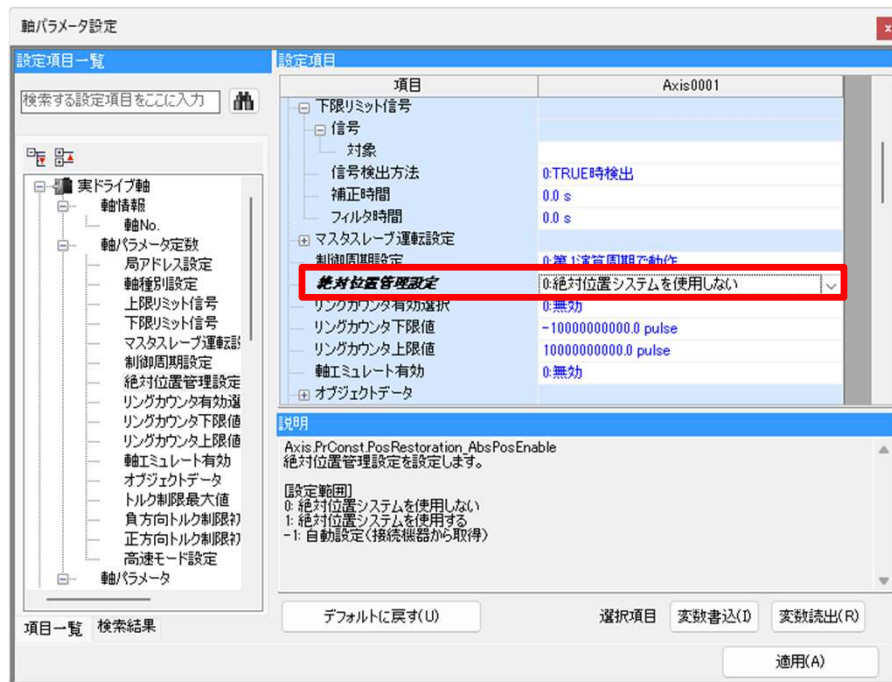 軸パラメータ設定
x
設定項目一覧
検索する設定項目をここに入力
実ドライブ軸
軸情報
軸No.
軸パラメータ定数
局アドレス設定
軸種別設定
上限リミット信号
下限リミット信号
マスタスレーブ運転設
制御周期設定
絶対位置管理設定
リングカウンタ有効選
リングカウンタ下限値
リングカウンタ上限値
軸エミュレート有効
オブジェクトデータ
トルク制限最大値
負方向トルク制限初
正方向トルク制限初
高速モード設定
軸パラメータ
項目一覧 検索結果
設定項目
項目 Axis0001
下限リミット信号
信号
対象
信号検出方法 0:TRUE時検出
補正時間 0.0 s
フィルタ時間 0.0 s
マスタスレーブ運転設定
制御周期設定 0:第1演算周期で動作
絶対位置管理設定 0:絶対位置システムを使用しない
リングカウンタ有効選択 0:無効
リングカウンタ下限値 -10000000000.0 pulse
リングカウンタ上限値 10000000000.0 pulse
軸エミュレート有効 0:無効
オブジェクトデータ
説明
Axis.PrConst.PosRestoration_AbsPosEnable
絶対位置管理設定を設定します。
[設定範囲]
0: 絶対位置システムを使用しない
1: 絶対位置システムを使用する
-1: 自動設定(接続機器から取得)
デフォルトに戻す(U) 選択項目 変数書込(I) 変数読出(R)
適用(A)